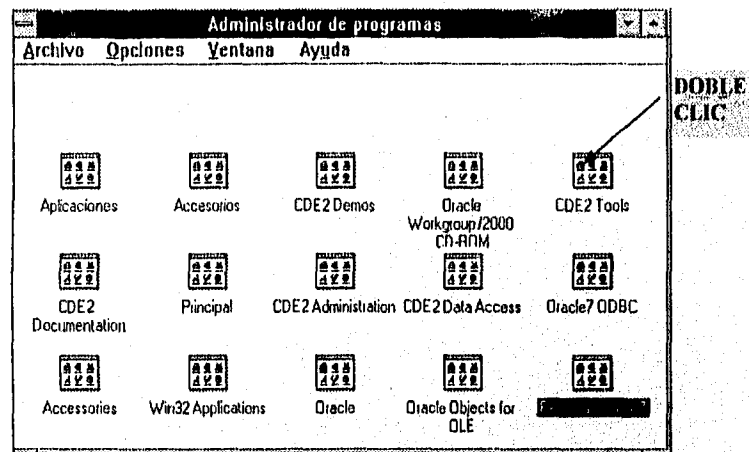 Administrador de programas
Archivo Opciones Ventana Ayuda
DOBLE
CLIC
Aplicaciones Accesorios CDE2 Demos Oracle Workgroup/2000 CD-ROM CDE2 Tools
CDE2 Documentation Principal CDE2 Administration CDE2 Data Access Oracle7 ODBC
Accessories Win32 Applications Oracle Oracle Objects for OLE